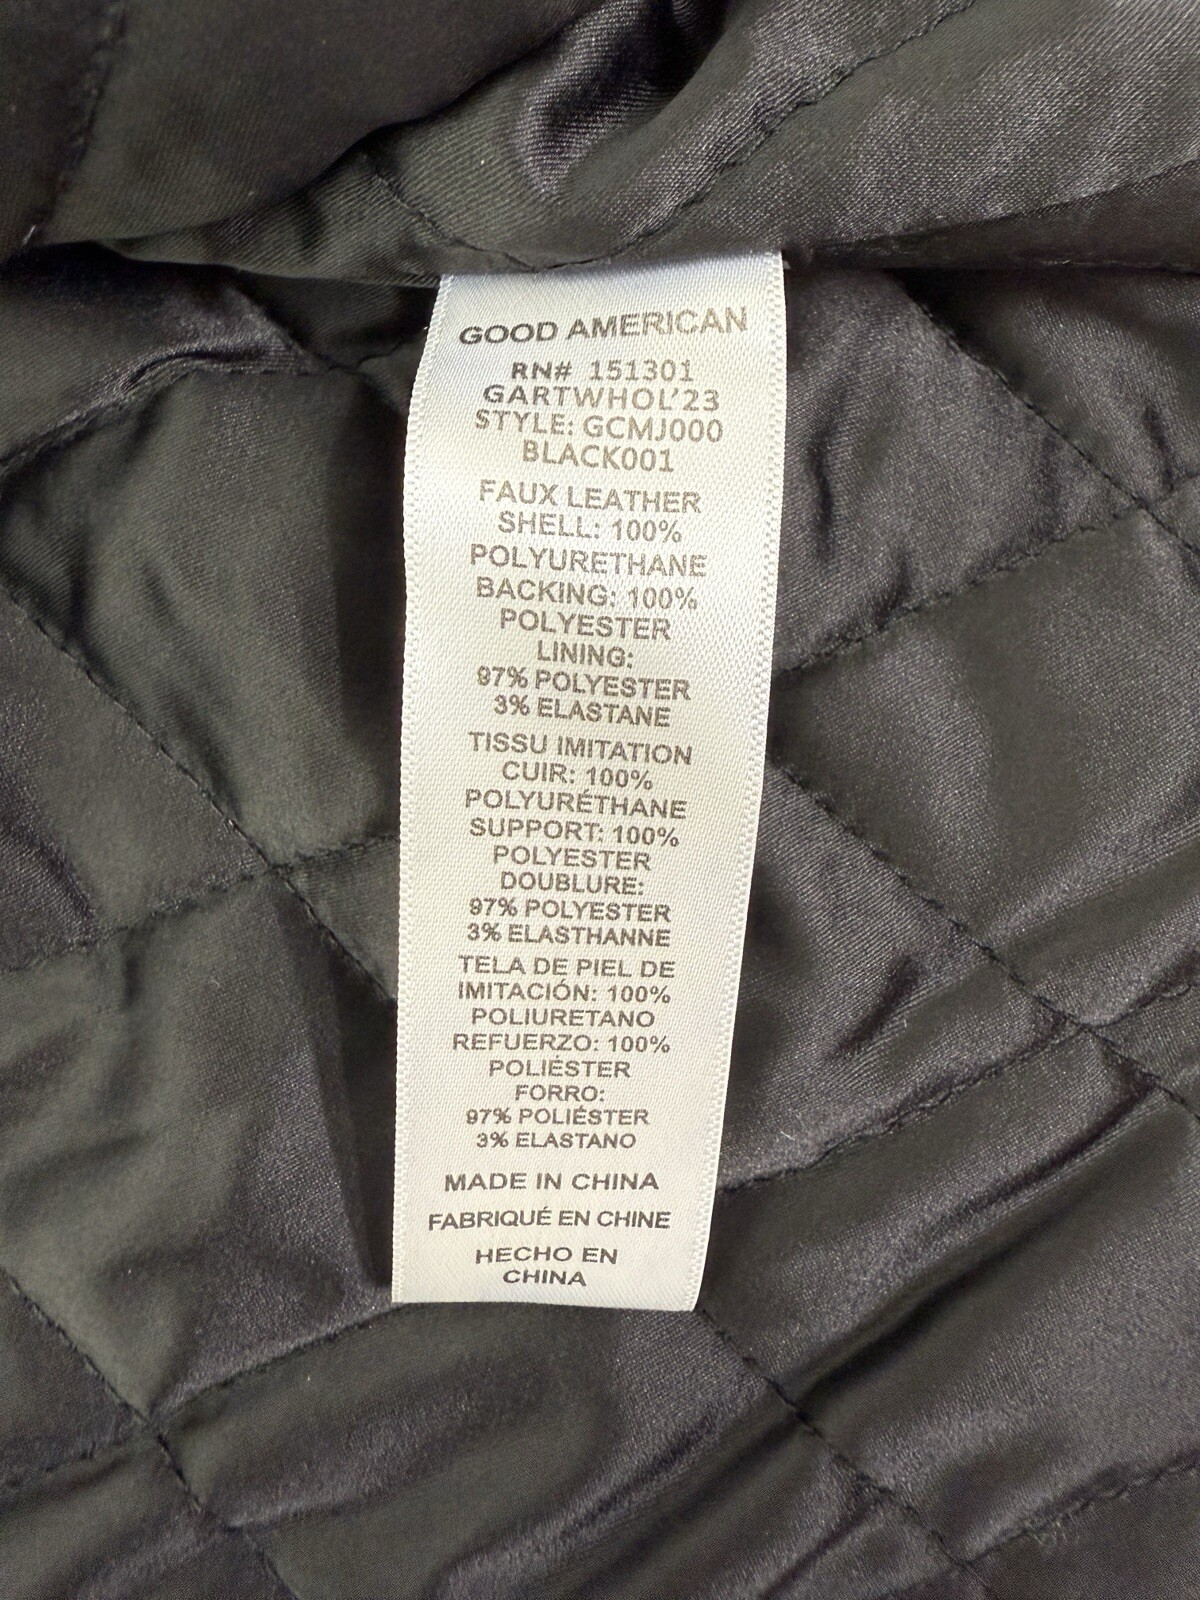 GOOD AMERICAN
RN# 151301
GARTWHOL'23
STYLE: GCMJ000
BLACK001
FAUX LEATHER
SHELL: 100%
POLYURETHANE
BACKING: 100%
POLYESTER
LINING:
97% POLYESTER
3% ELASTANE
TISSU IMITATION
CUIR: 100%
POLYURÉTHANE
SUPPORT: 100%
POLYESTER
DOUBLURE:
97% POLYESTER
3% ELASTHANNE
TELA DE PIEL DE
IMITACIÓN: 100%
POLIURETANO
REFUERZO: 100%
POLIÉSTER
FORRO:
97% POLIÉSTER
3% ELASTANO
MADE IN CHINA
FABRIQUÉ EN CHINE
HECHO EN
CHINA